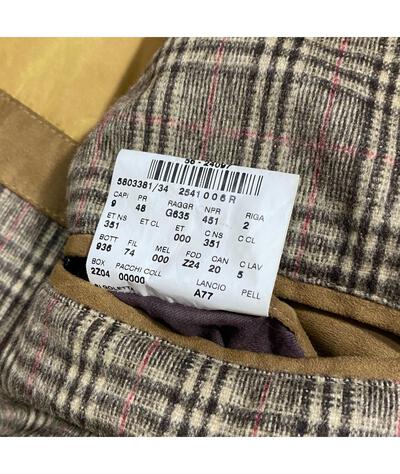 58-24097
5803381/34 2541006R
CAPI PR RAGGR NPR RIGA
9 48 G635 451 2
ET NS ET CL ET C NS C CL
351 000 351
BOTT FIL MEL FOD CAN C LAV
936 74 000 Z24 20 5
BOX PACCHI COLL LANCIO PELL
2Z04 00000 A77